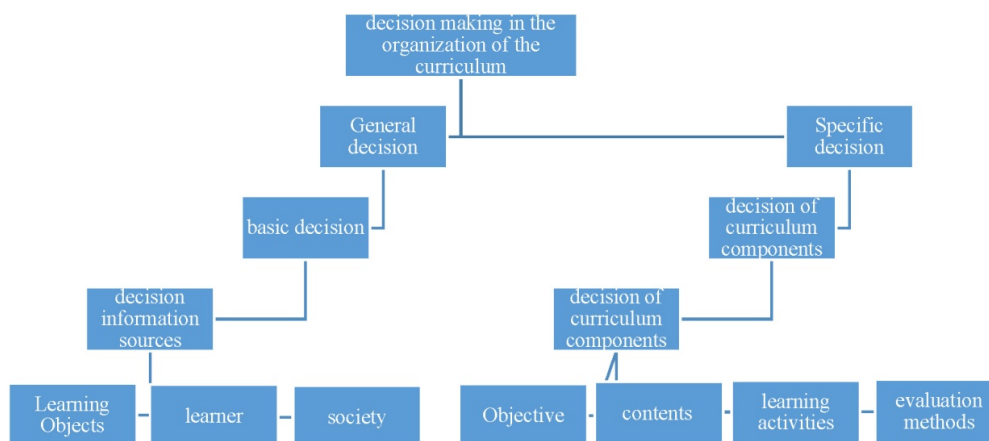 decision making in the
organization of the
curriculum
General
decision
Specific
decision
basic decision
decision of
curriculum
components
decision
information
sources
decision of
curriculum
components
Learning
Objects
learner
society
Objective
contents
learning
activities
evaluation
methods